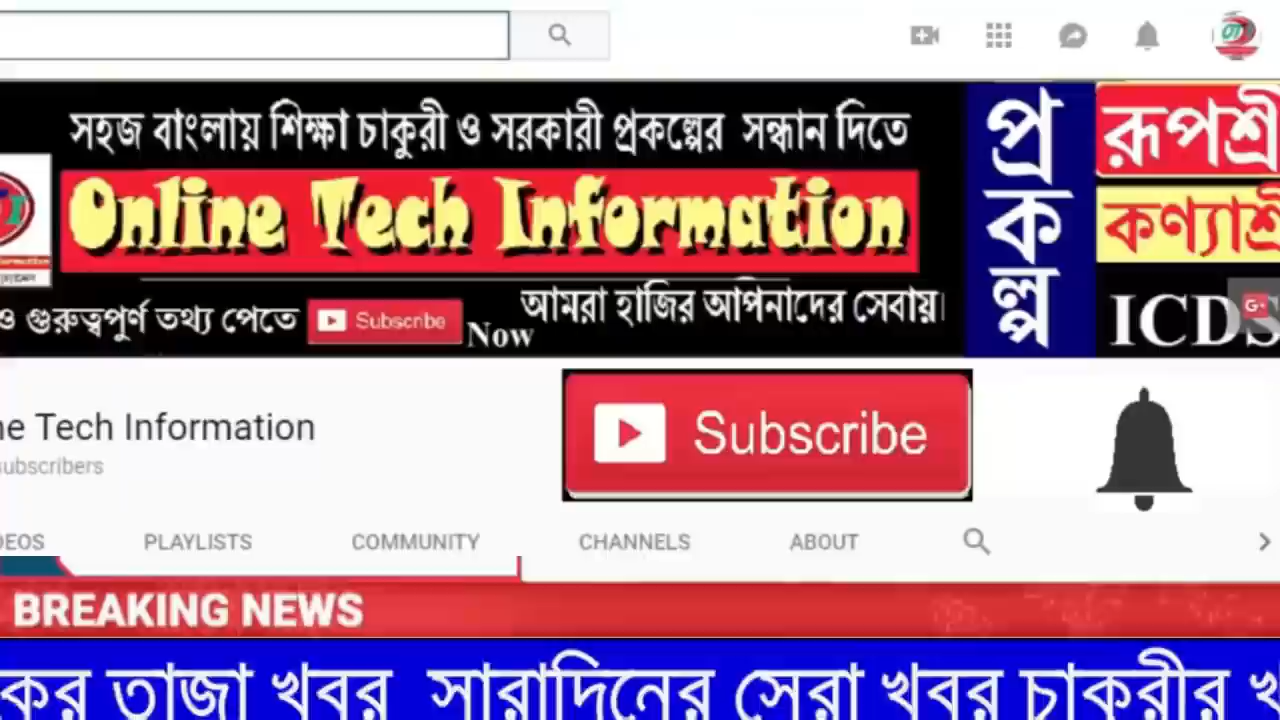 সহজ বাংলায় শিক্ষা চাকুরী ও সরকারী প্রকল্পের সন্ধান দিতে
Online Tech Information
ও গুরুত্বপুর্ণ তথ্য পেতে
Subscribe
Now
আমরা হাজির আপনাদের সেবায়।
প্রকল্প
রূপশ্রী
কণ্যাশ্রী
ICDS
G+
ne Tech Information
subscribers
Subscribe
DEOS PLAYLISTS COMMUNITY CHANNELS ABOUT
BREAKING NEWS
কের তাজা খবর সারাদিনের সেরা খবর চাকরীর খ